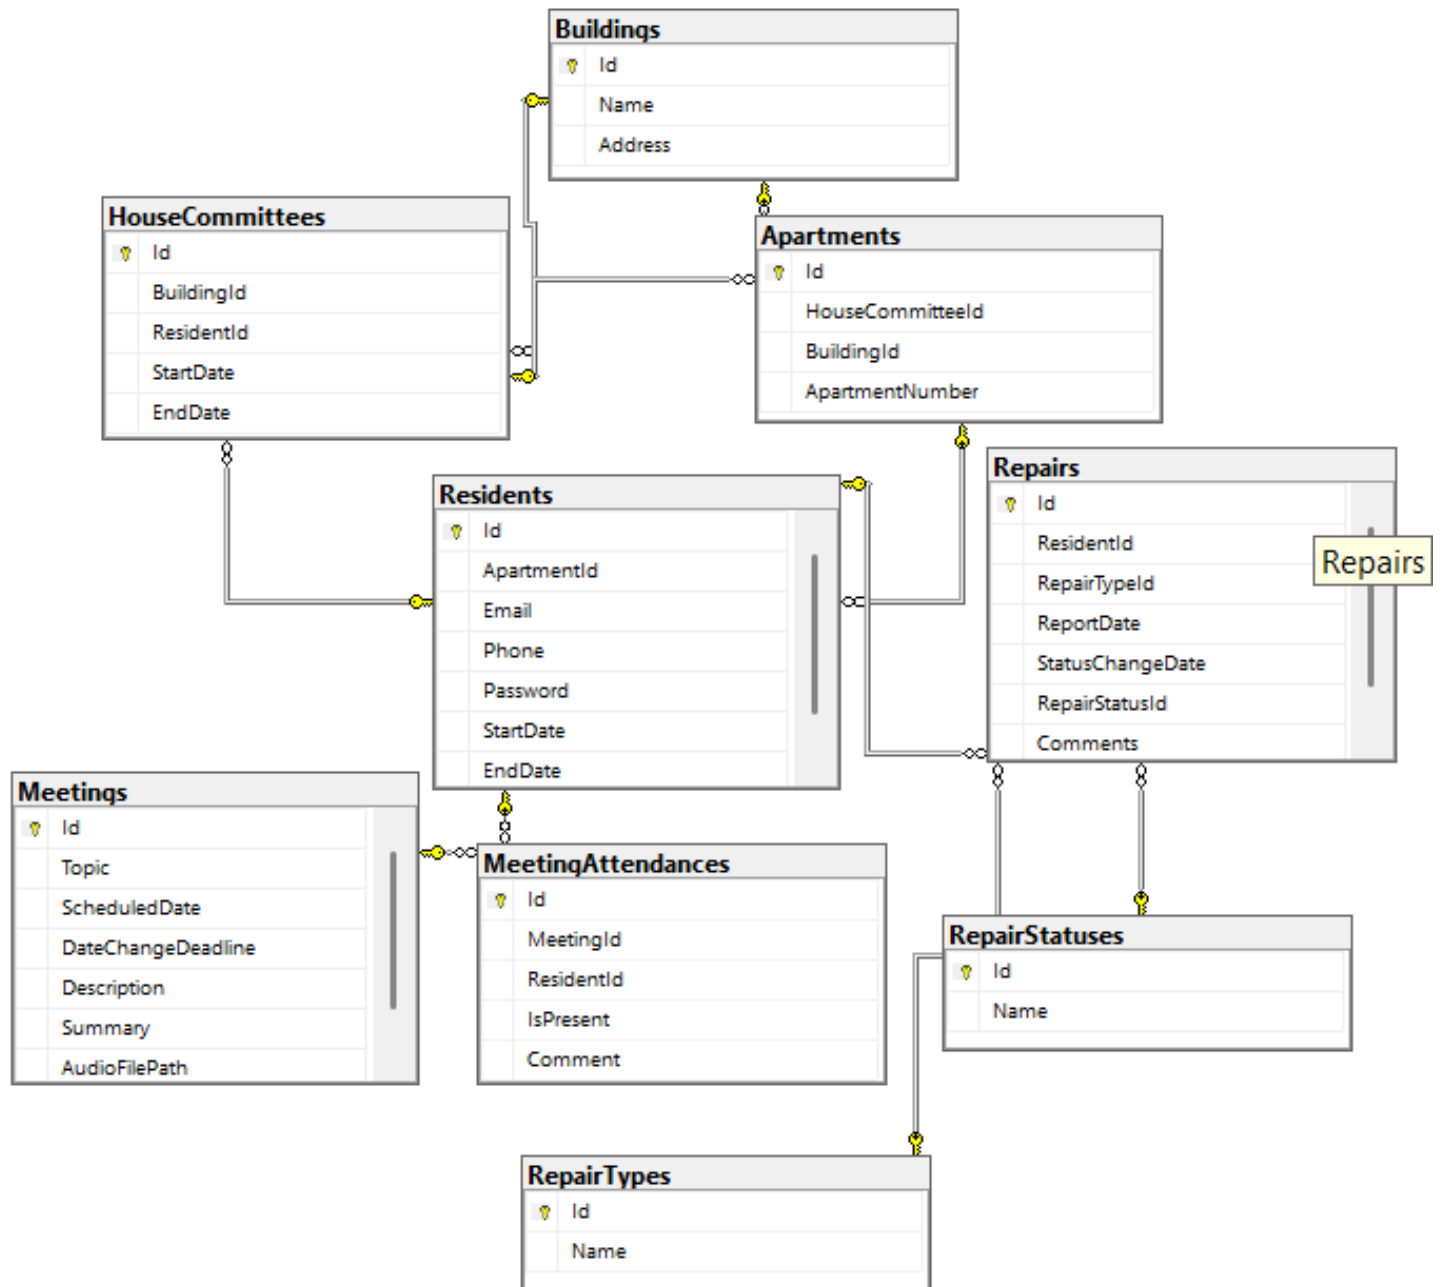 Buildings
Id
Name
Address
HouseCommittees
Id
BuildingId
ResidentId
StartDate
EndDate
Apartments
Id
HouseCommitteeId
BuildingId
ApartmentNumber
Residents
Id
ApartmentId
Email
Phone
Password
StartDate
EndDate
Repairs
Id
ResidentId
RepairTypeId
ReportDate
StatusChangeDate
RepairStatusId
Comments
Repairs
Meetings
Id
Topic
ScheduledDate
DateChangeDeadline
Description
Summary
AudioFilePath
MeetingAttendances
Id
MeetingId
ResidentId
IsPresent
Comment
RepairStatuses
Id
Name
RepairTypes
Id
Name